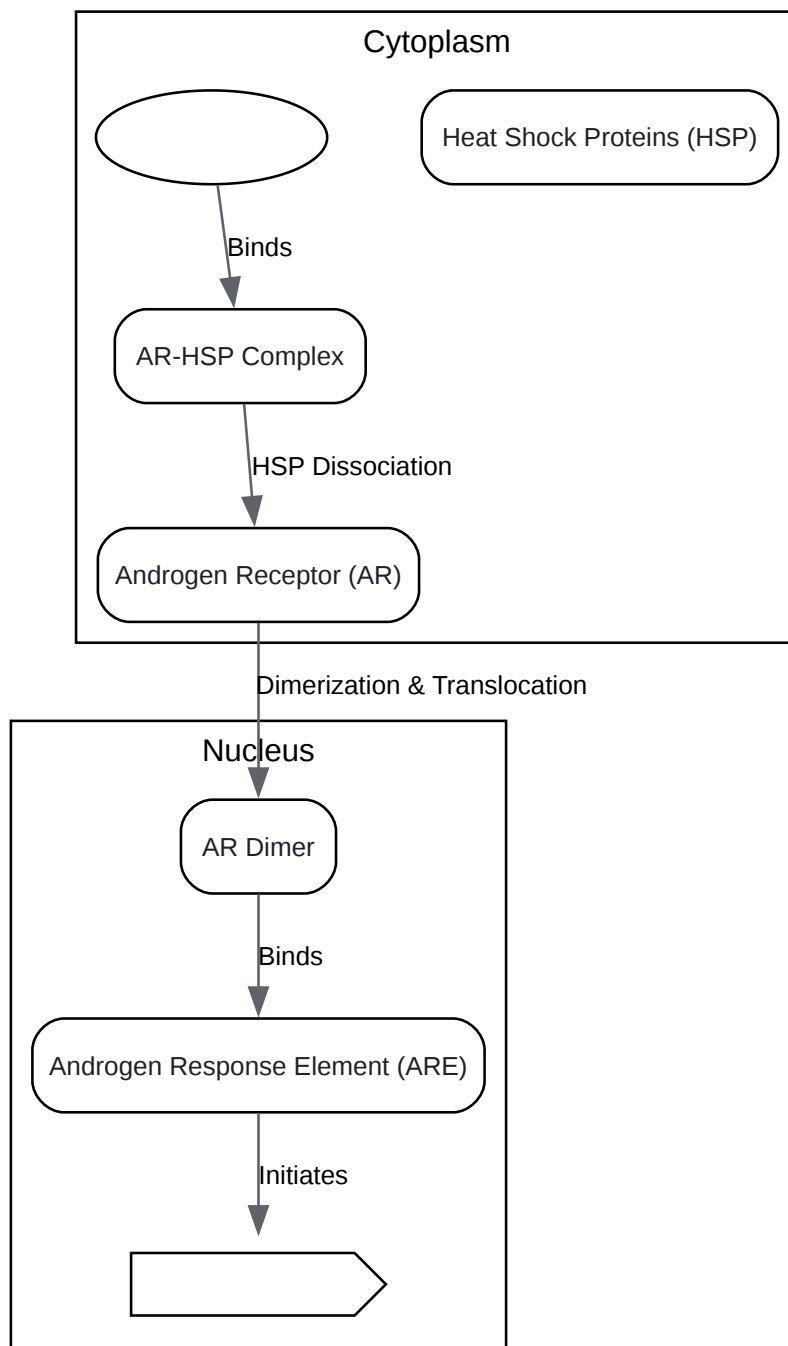 Cytoplasm
Heat Shock Proteins (HSP)
Binds
AR-HSP Complex
HSP Dissociation
Androgen Receptor (AR)
Dimerization & Translocation
Nucleus
AR Dimer
Binds
Androgen Response Element (ARE)
Initiates